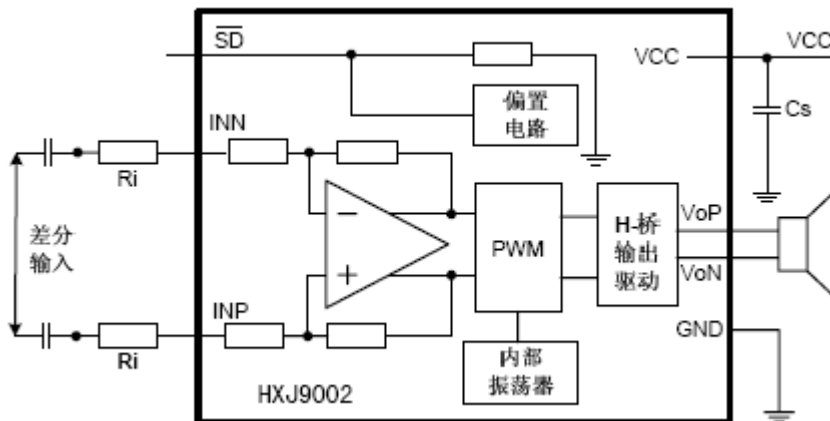 SD
VCC
VCC
偏置
电路
Cs
INN
Ri
差分
输入
PWM
H-桥
输出
驱动
VoP
VoN
INP
Ri
GND
内部
振荡器
HXJ9002